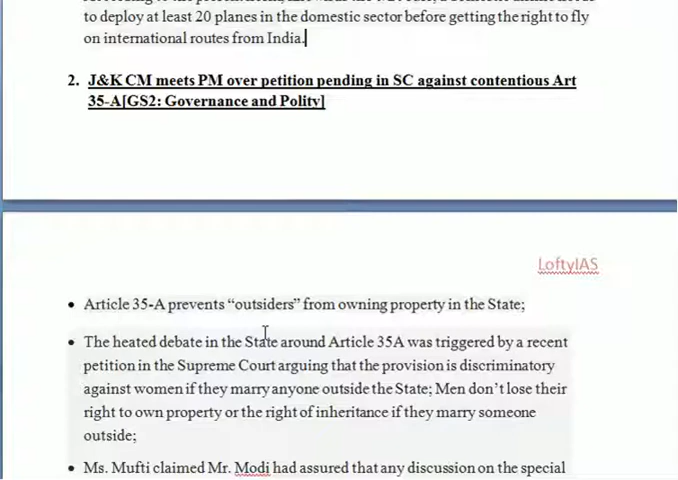 to deploy at least 20 planes in the domestic sector before getting the right to fly
on international routes from India.
2. J&K CM meets PM over petition pending in SC against contentious Art
35-A[GS2: Governance and Polity]
LoftyIAS
• Article 35-A prevents “outsiders” from owning property in the State;
• The heated debate in the State around Article 35A was triggered by a recent
petition in the Supreme Court arguing that the provision is discriminatory
against women if they marry anyone outside the State; Men don’t lose their
right to own property or the right of inheritance if they marry someone
outside;
• Ms. Mufti claimed Mr. Modi had assured that any discussion on the special